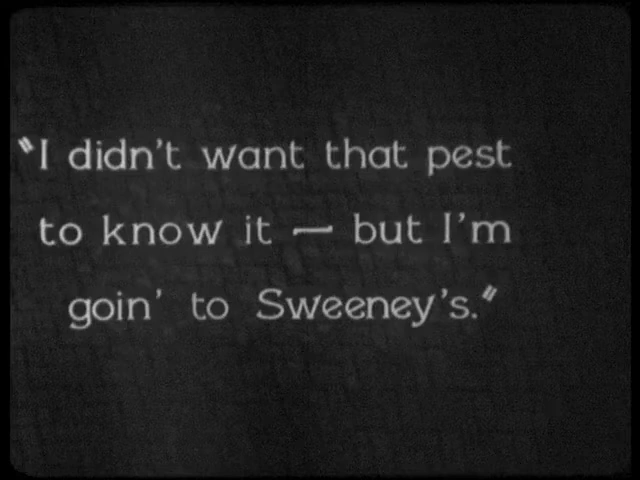 "I didn't want that pest
to know it — but I'm
goin' to Sweeney's."